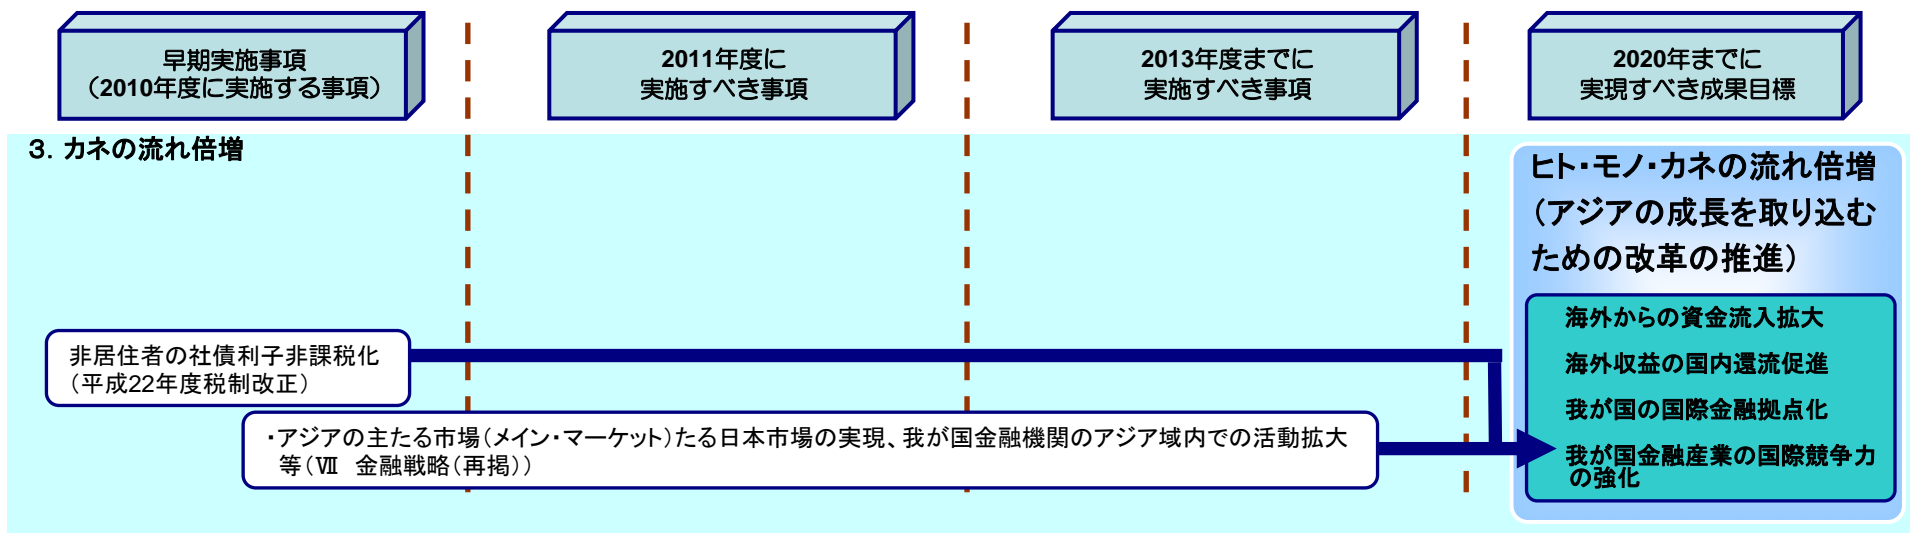 早期実施事項
（2010年度に実施する事項）
2011年度に
実施すべき事項
2013年度までに
実施すべき事項
2020年までに
実現すべき成果目標
３．カネの流れ倍増
ヒト・モノ・カネの流れ倍増
（アジアの成長を取り込む
ための改革の推進）
非居住者の社債利子非課税化
（平成22年度税制改正）
・アジアの主たる市場（メイン・マーケット）たる日本市場の実現、我が国金融機関のアジア域内での活動拡大
等（Ⅶ　金融戦略（再掲））
海外からの資金流入拡大
海外収益の国内還流促進
我が国の国際金融拠点化
我が国金融産業の国際競争力
の強化